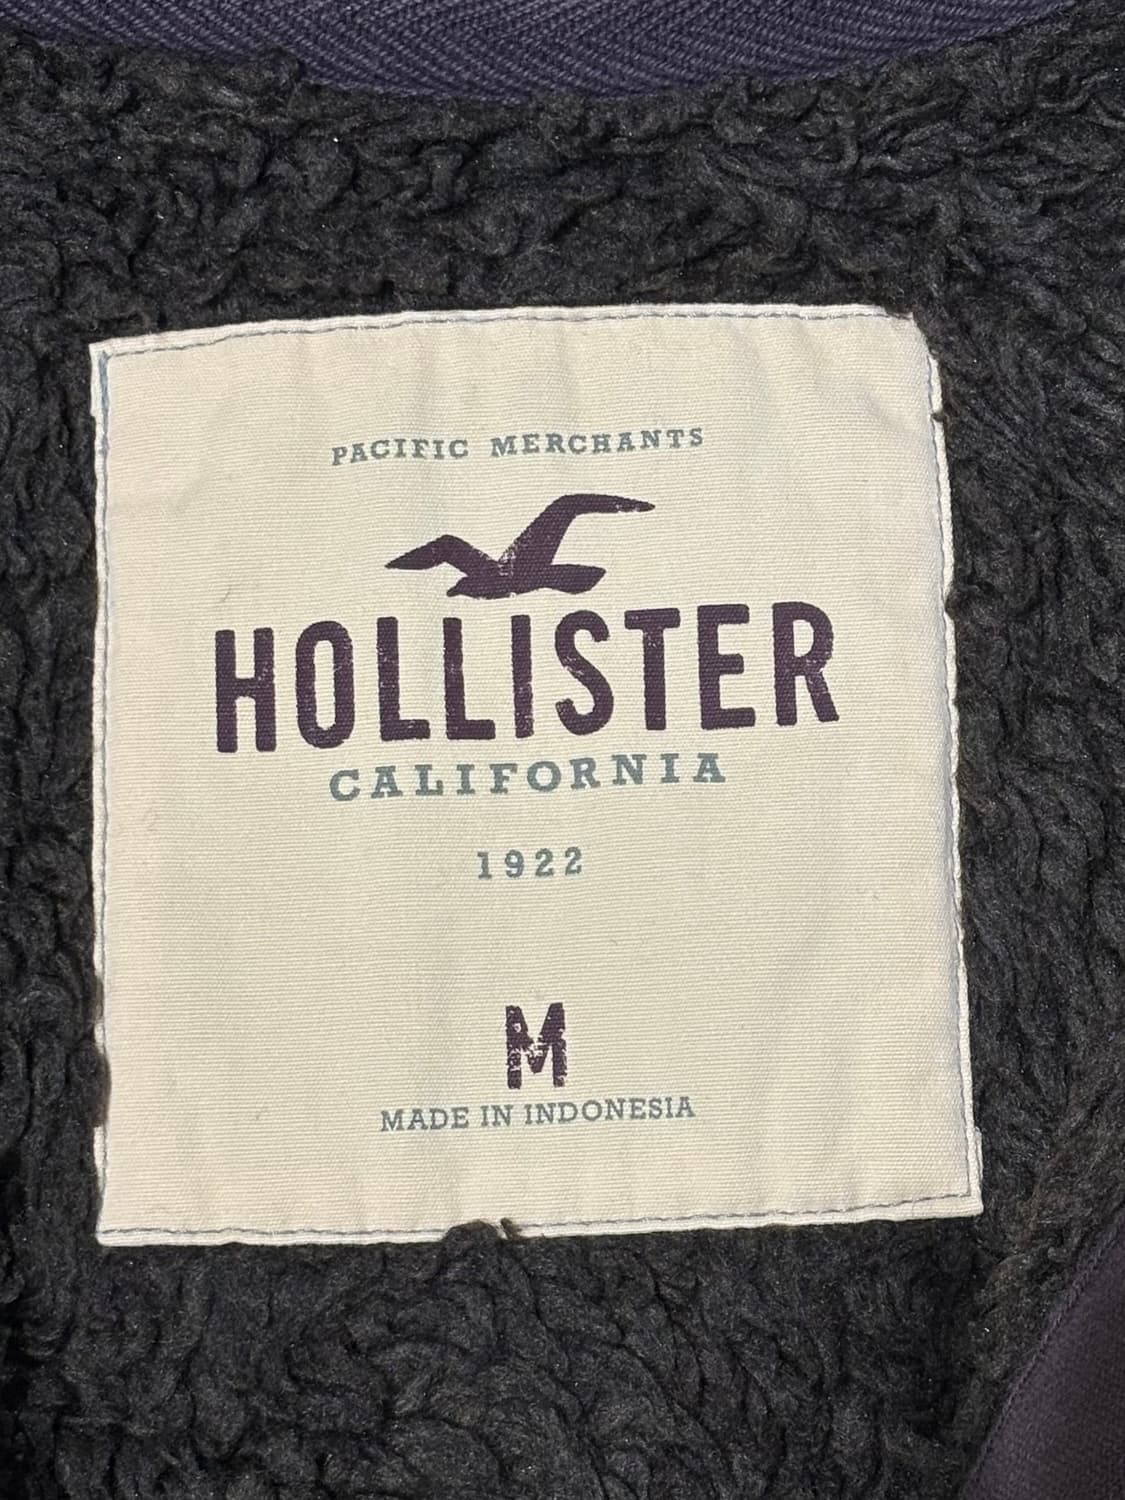 PACIFIC MERCHANTS
HOLLISTER
CALIFORNIA
1922
M
MADE IN INDONESIA